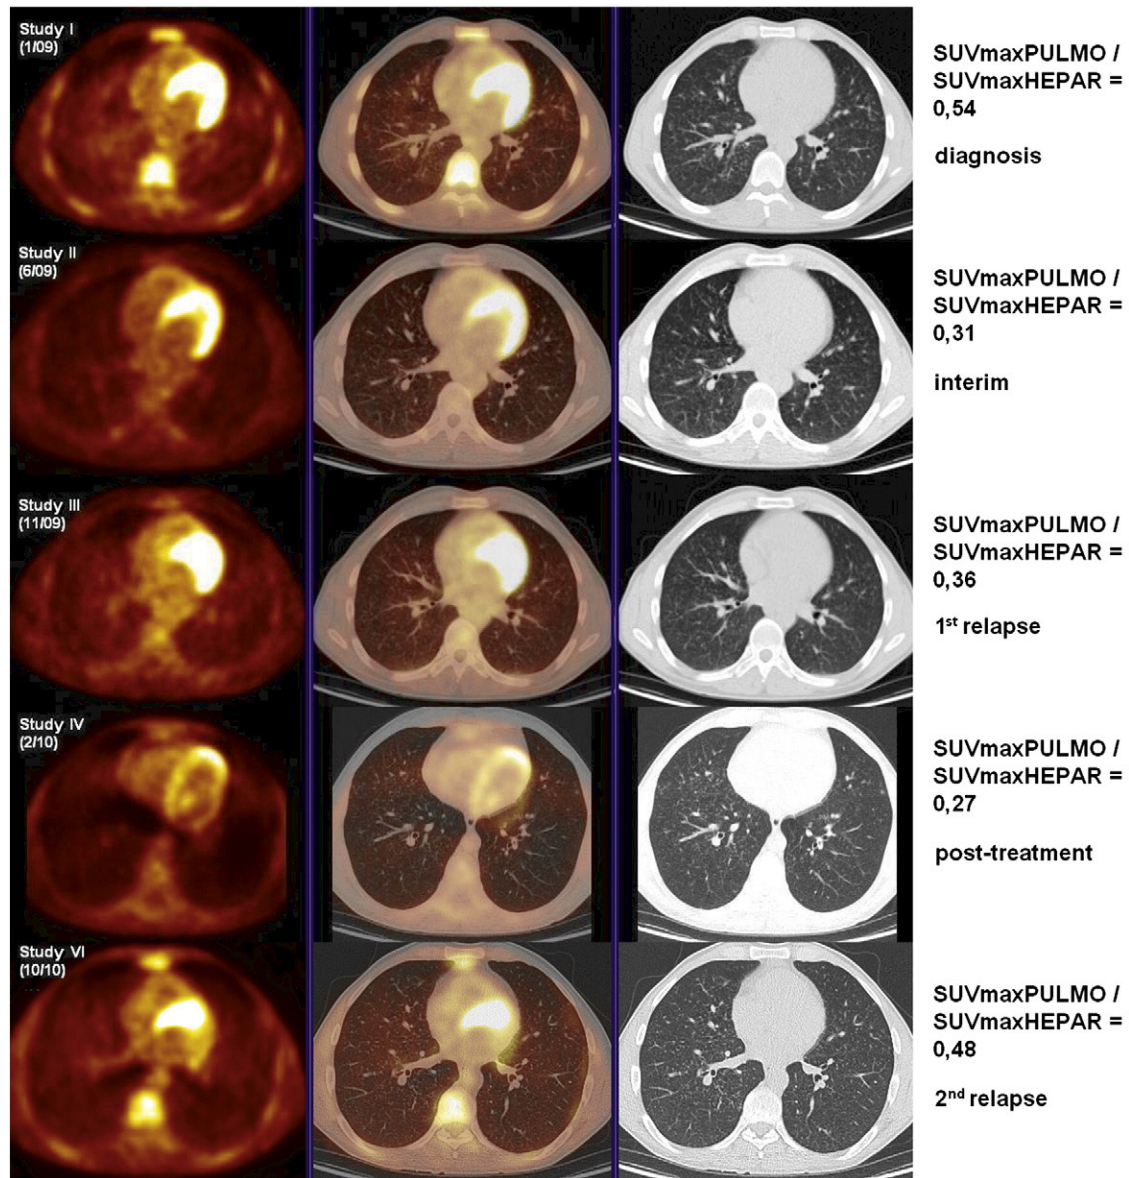 Study I
(1/09)
SUVmaxPULMO /
SUVmaxHEPAR =
0,54
diagnosis
Study II
(6/09)
SUVmaxPULMO /
SUVmaxHEPAR =
0,31
interim
Study III
(11/09)
SUVmaxPULMO /
SUVmaxHEPAR =
0,36
1st relapse
Study IV
(2/10)
SUVmaxPULMO /
SUVmaxHEPAR =
0,27
post-treatment
Study VI
(10/10)
SUVmaxPULMO /
SUVmaxHEPAR =
0,48
2nd relapse